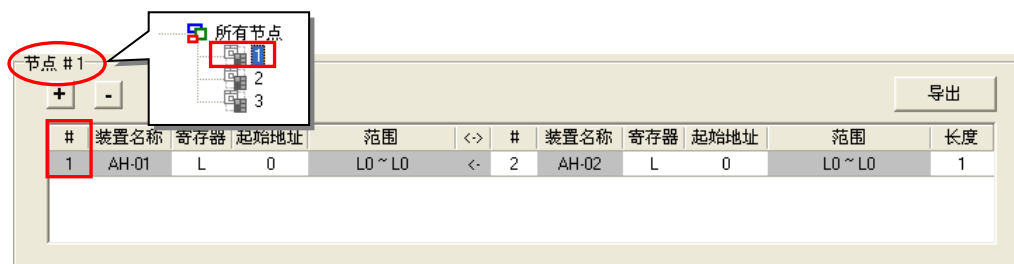 所有节点
1
2
3
节点 #1
+ - 导出
# 装置名称 寄存器 起始地址 范围 <-> # 装置名称 寄存器 起始地址 范围 长度
1 AH-01 L 0 L0 ~ L0 <- 2 AH-02 L 0 L0 ~ L0 1